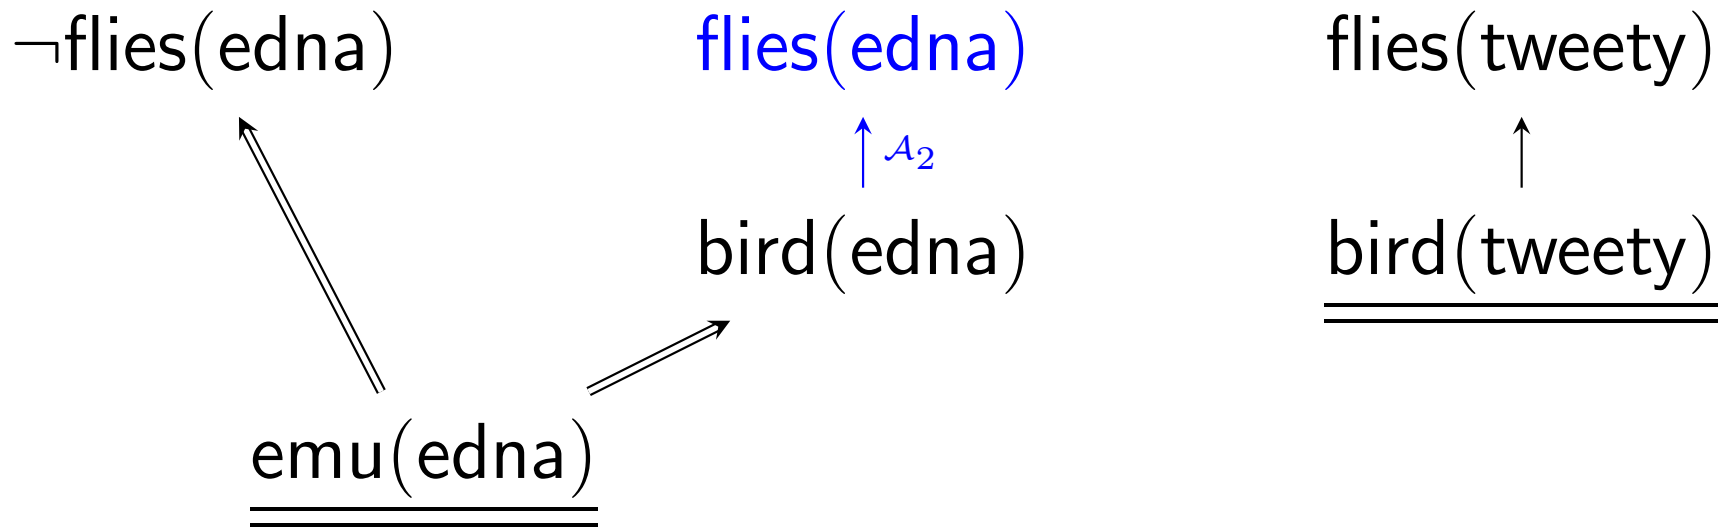 ¬flies(edna) flies(edna) flies(tweety)
𝒜₂
bird(edna) bird(tweety)
emu(edna)